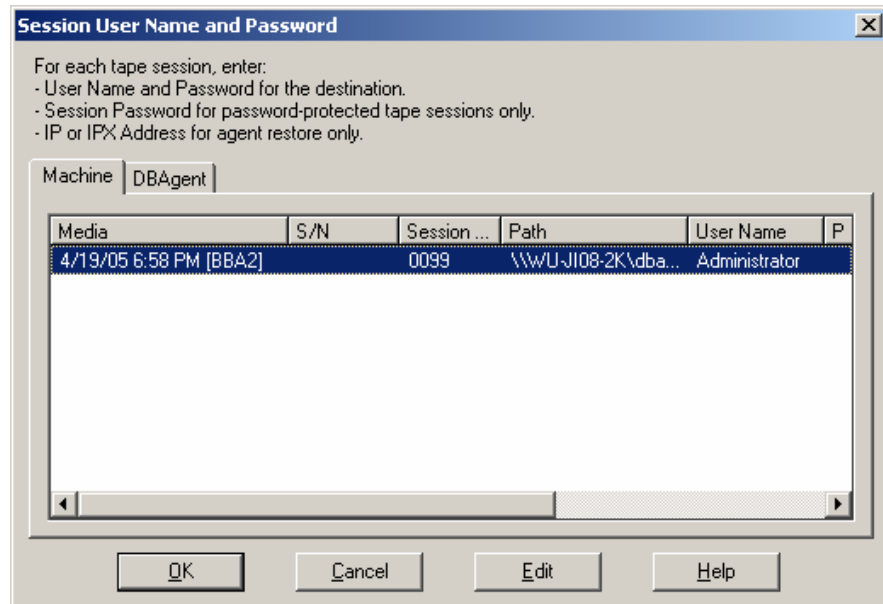 Session User Name and Password
For each tape session, enter:
- User Name and Password for the destination.
- Session Password for password-protected tape sessions only.
- IP or IPX Address for agent restore only.
Machine DBAgent
Media S/N Session ... Path User Name P
4/19/05 6:58 PM [BBA2] 0099 \\WU-JI08-2K\dba... Administrator
OK Cancel Edit Help